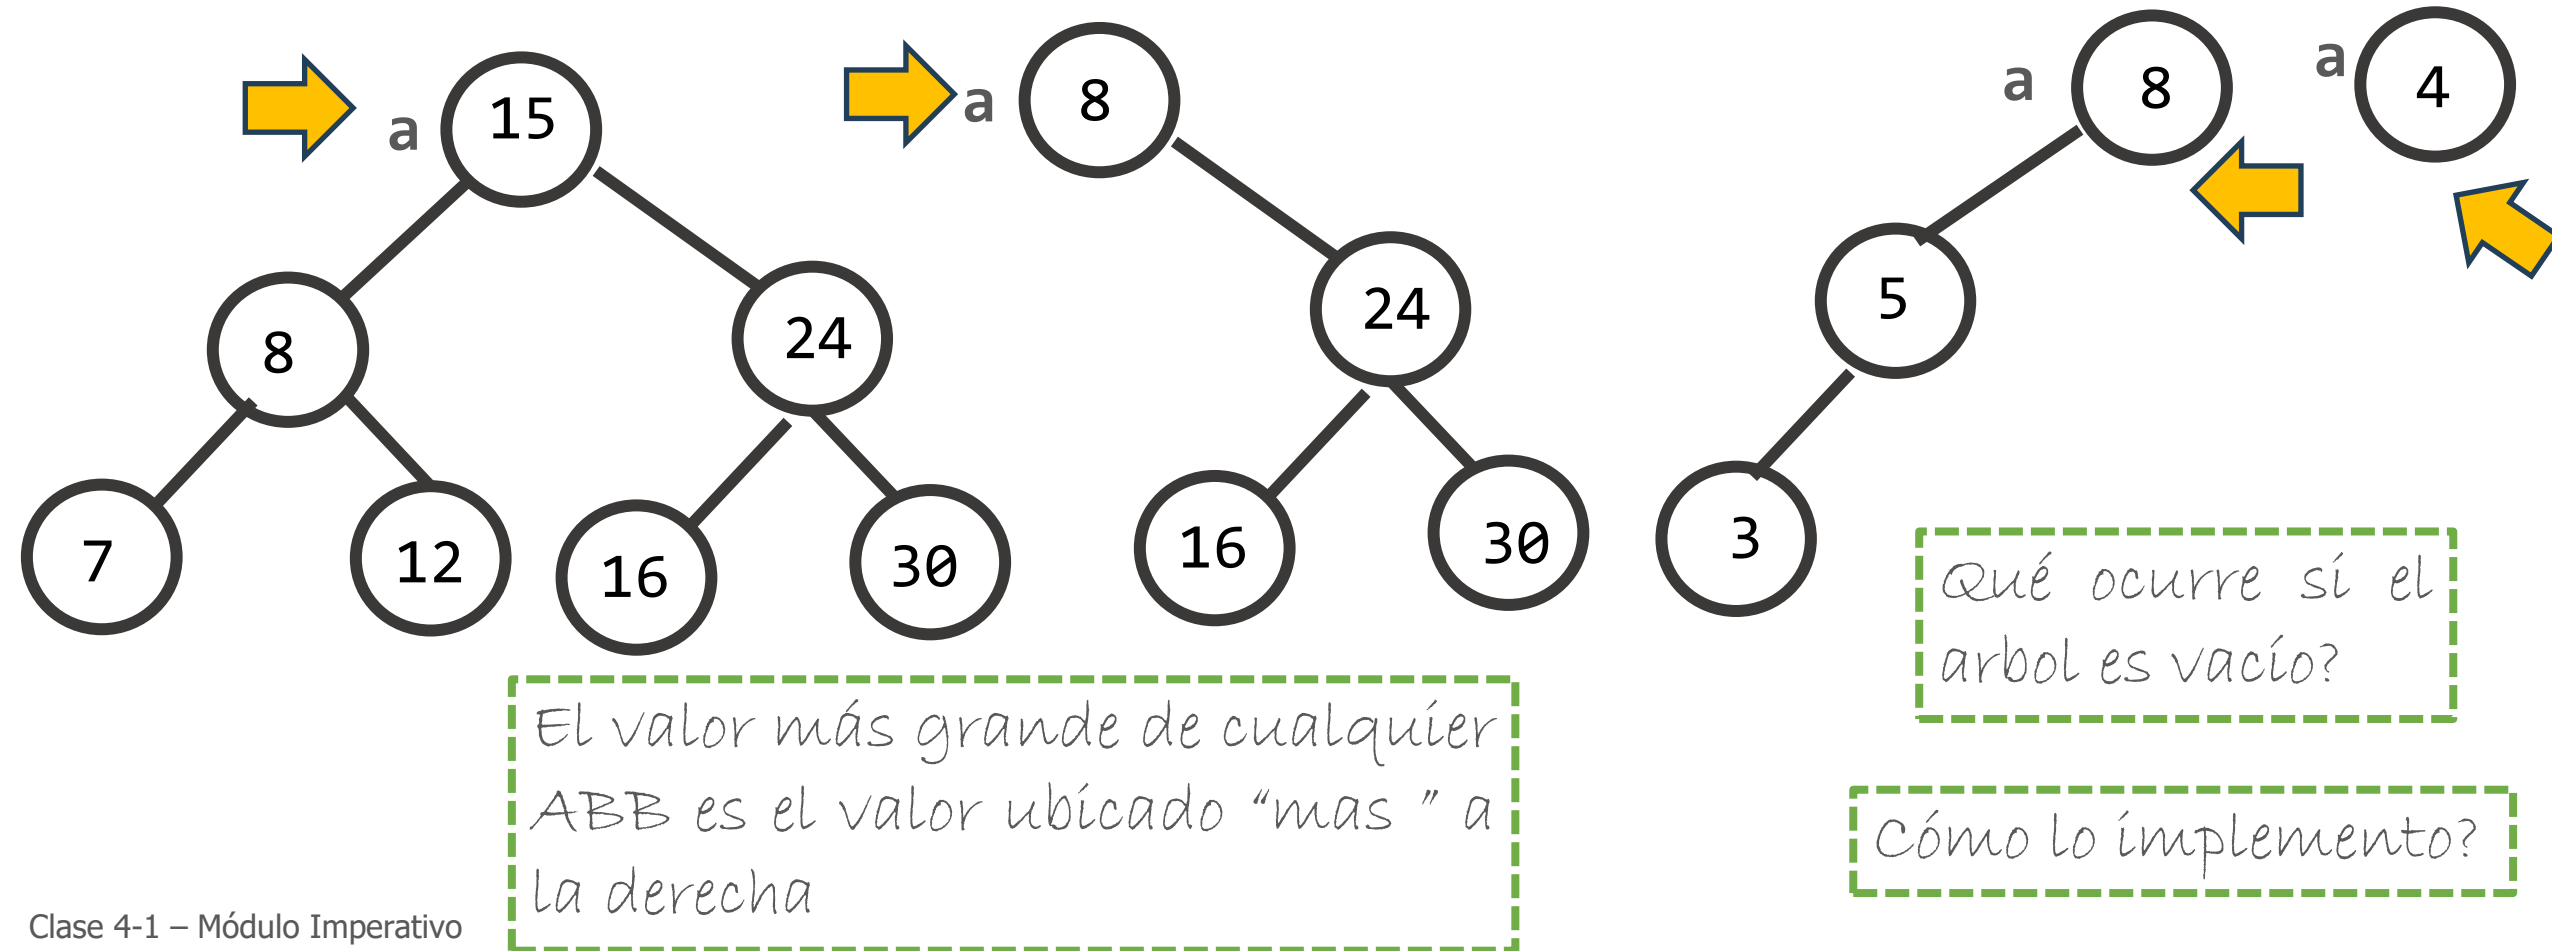 a
15
8
24
7
12
16
30
a
8
24
16
30
a
8
5
3
a
4
El valor más grande de cualquier
ABB es el valor ubicado “mas ” a
la derecha
Qué ocurre si el
arbol es vacío?
Cómo lo implemento?
Clase 4-1 – Módulo Imperativo